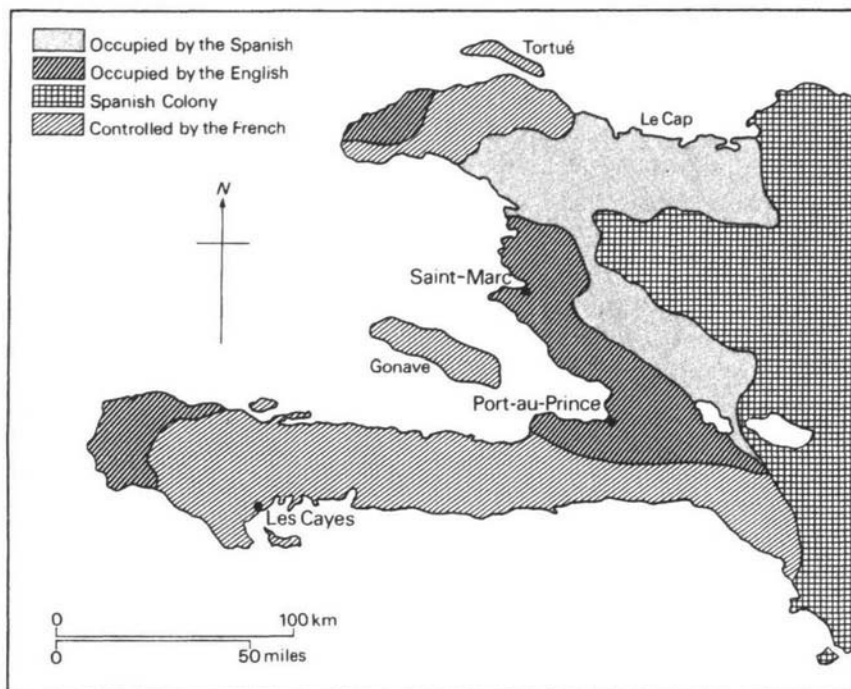 Occupied by the Spanish
Occupied by the English
Spanish Colony
Controlled by the French
Tortué
Le Cap
N
Saint-Marc
Gonave
Port-au-Prince
Les Cayes
0 100 km
0 50 miles